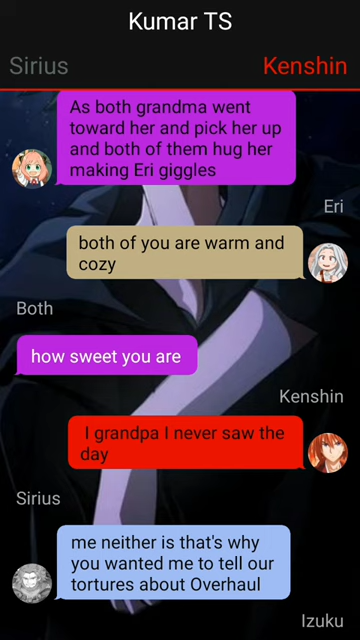 Kumar TS
Sirius
Kenshin
As both grandma went
toward her and pick her up
and both of them hug her
making Eri giggles
Eri
both of you are warm and
cozy
Both
how sweet you are
Kenshin
I grandpa I never saw the
day
Sirius
me neither is that's why
you wanted me to tell our
tortures about Overhaul
Izuku